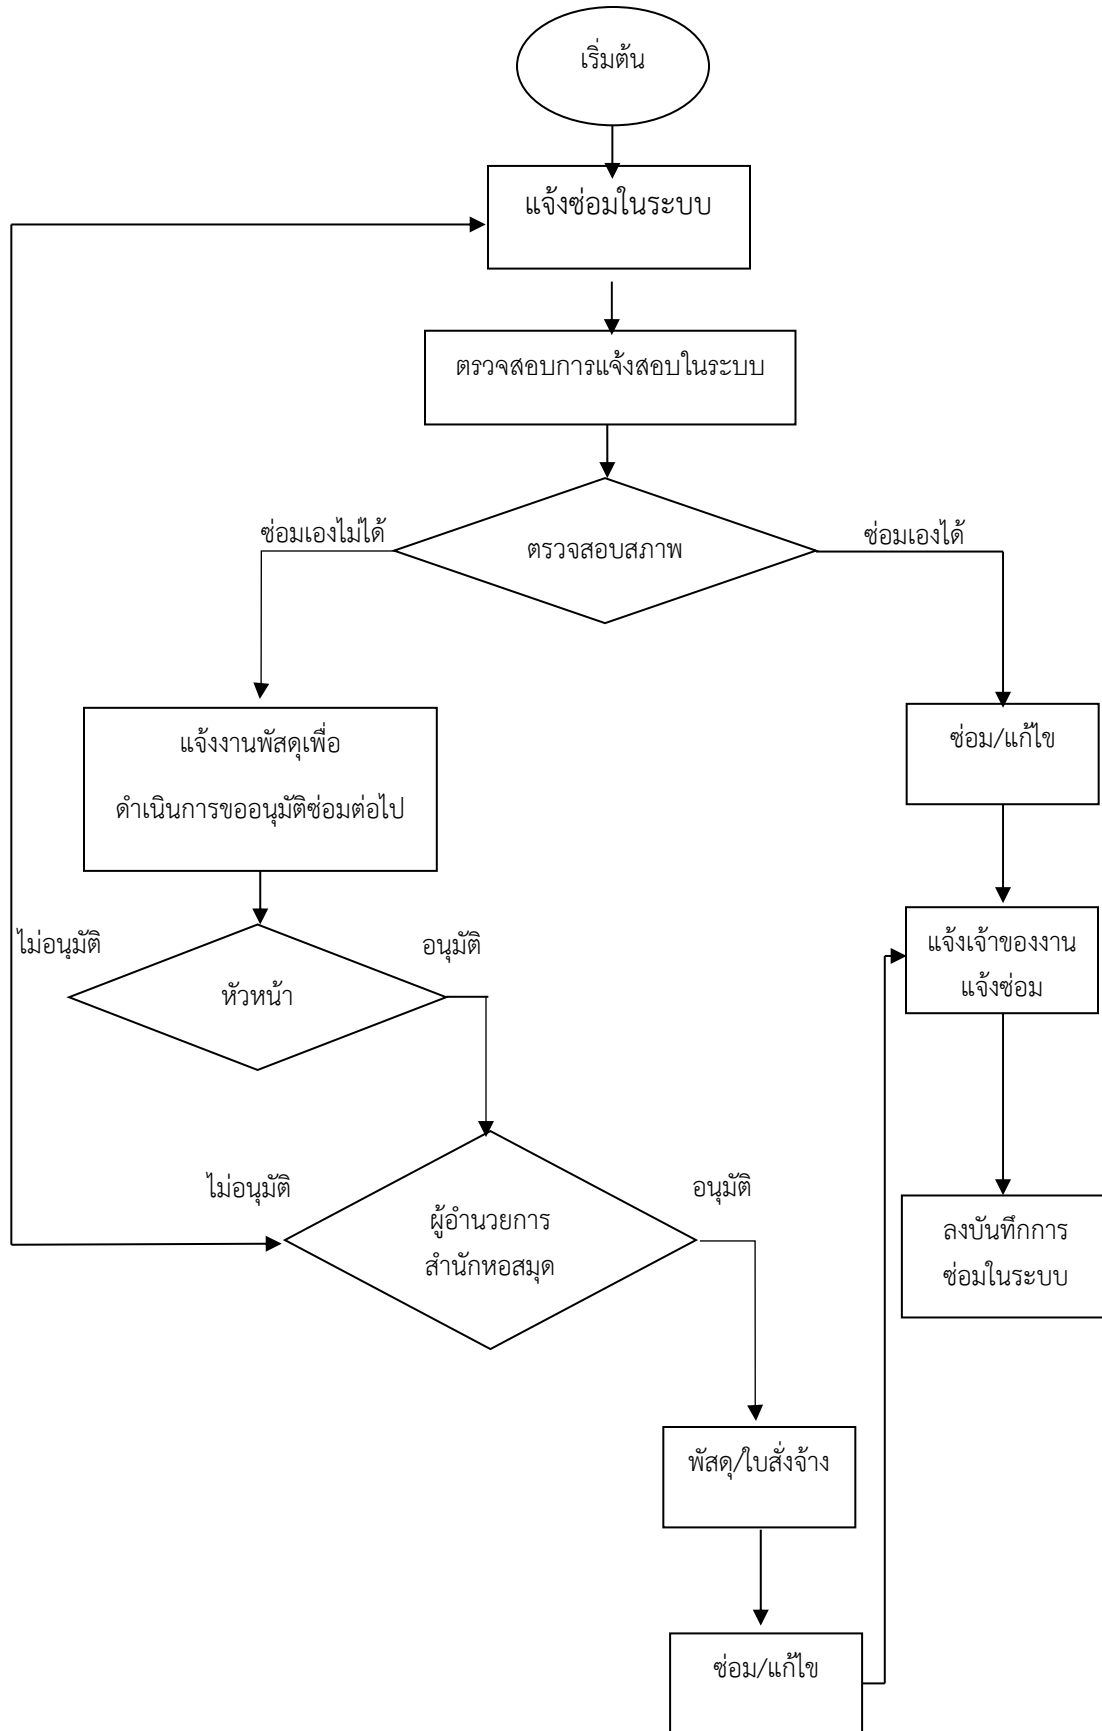 เริ่มต้น
แจ้งซ่อมในระบบ
ตรวจสอบการแจ้งสอบในระบบ
ซ่อมเองไม่ได้
ตรวจสอบสภาพ
ซ่อมเองได้
แจ้งงานพัสดุเพื่อ
ดำเนินการขออนุมัติซ่อมต่อไป
ซ่อม/แก้ไข
ไม่อนุมัติ
อนุมัติ
หัวหน้า
แจ้งเจ้าของงาน
แจ้งซ่อม
ไม่อนุมัติ
อนุมัติ
ผู้อำนวยการ
สำนักหอสมุด
ลงบันทึกการ
ซ่อมในระบบ
พัสดุ/ใบสั่งจ้าง
ซ่อม/แก้ไข